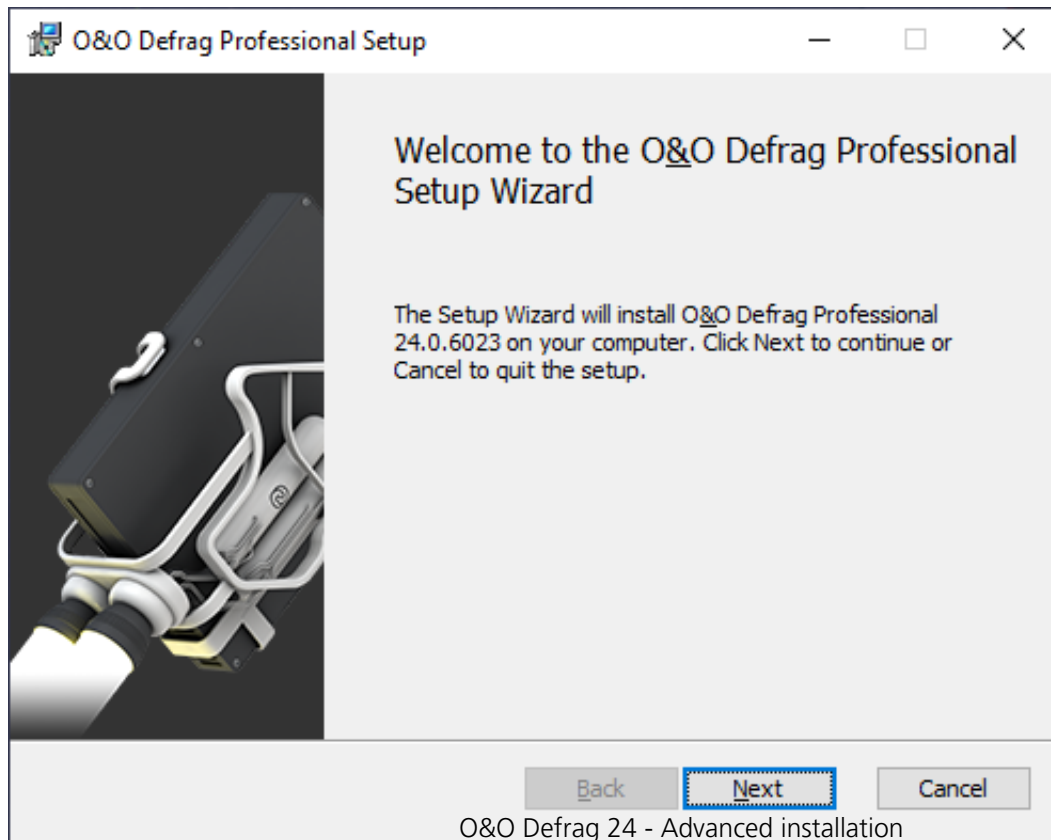 O&O Defrag Professional Setup
Welcome to the O&O Defrag Professional
Setup Wizard
The Setup Wizard will install O&O Defrag Professional
24.0.6023 on your computer. Click Next to continue or
Cancel to quit the setup.
Back Next Cancel
O&O Defrag 24 - Advanced installation